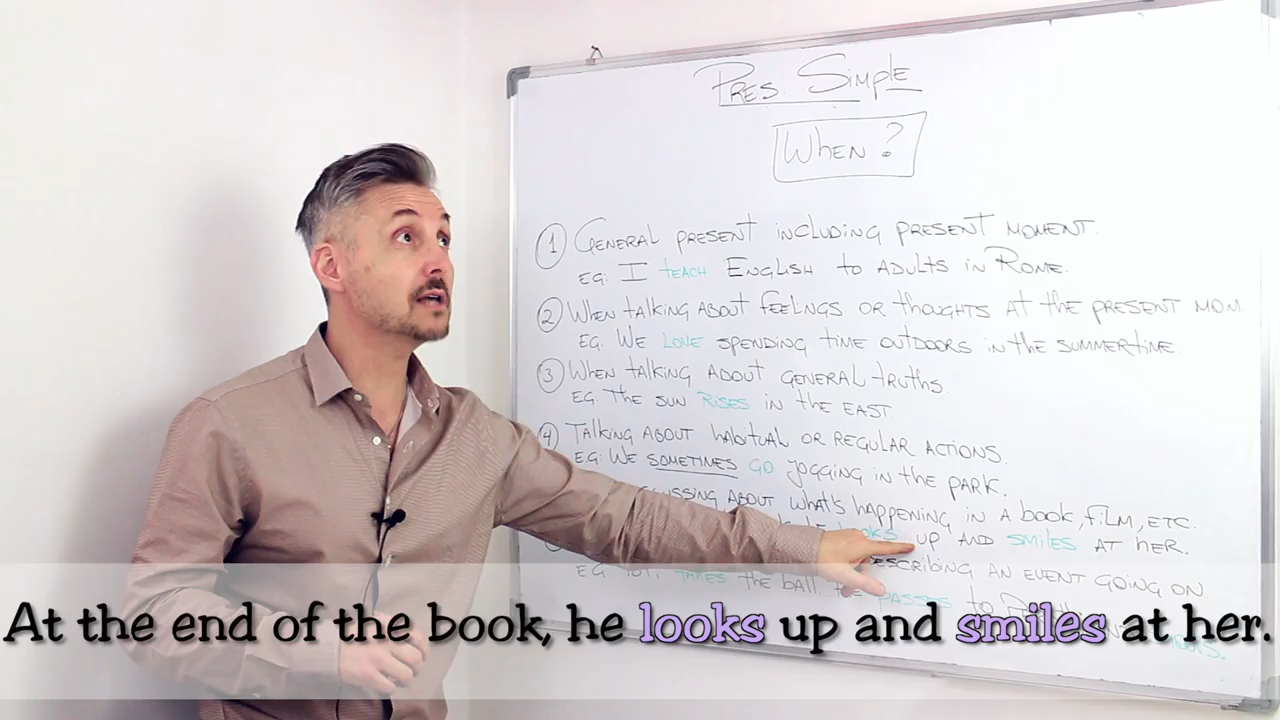 PRES. SIMPLE
WHEN?
1 GENERAL PRESENT INCLUDING PRESENT MOMENT.
EG: I TEACH ENGLISH TO ADULTS IN ROME.
2 WHEN TALKING ABOUT FEELINGS OR THOUGHTS AT THE PRESENT MOM.
EG. WE LOVE SPENDING TIME OUTDOORS IN THE SUMMERTIME.
3 WHEN TALKING ABOUT GENERAL TRUTHS
EG. THE SUN RISES IN THE EAST.
4 TALKING ABOUT HABITUAL OR REGULAR ACTIONS.
E.G: WE SOMETIMES GO JOGGING IN THE PARK.
ABOUT WHAT'S HAPPENING IN A BOOK, FILM, ETC.
UP AND SMILES AT HER.
AN EVENT GOING ON
EG TAKES THE BALL. HE PASSES TO
At the end of the book, he looks up and smiles at her.